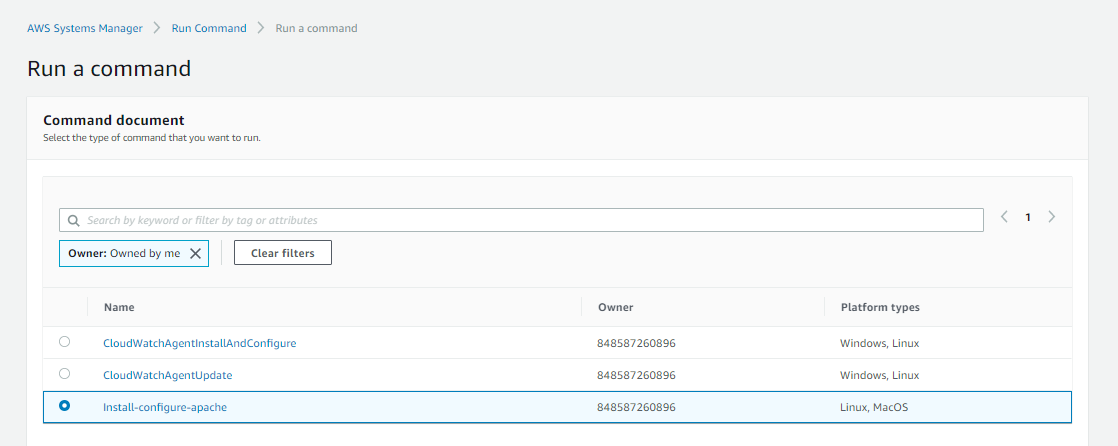 AWS Systems Manager > Run Command > Run a command
Run a command
Command document
Select the type of command that you want to run.
Search by keyword or filter by tag or attributes
1
Owner: Owned by me
Clear filters
Name Owner Platform types
CloudWatchAgentInstallAndConfigure 848587260896 Windows, Linux
CloudWatchAgentUpdate 848587260896 Windows, Linux
Install-configure-apache 848587260896 Linux, MacOS